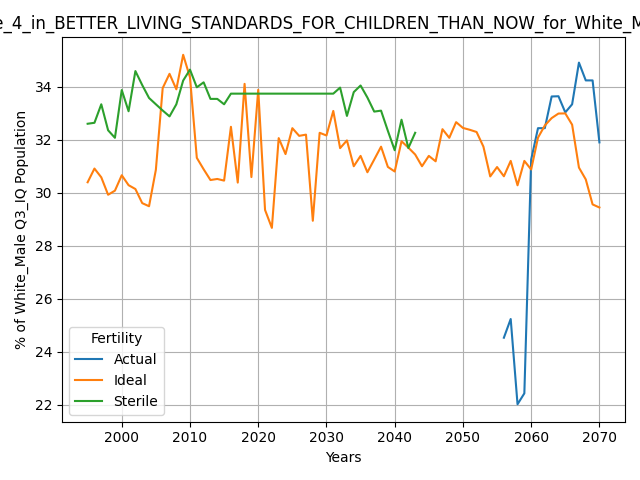 e_4_in_BETTER_LIVING_STANDARDS_FOR_CHILDREN_THAN_NOW_for_White_M
% of White_Male Q3_IQ Population
34
32
30
28
26
24
22
Fertility
Actual
Ideal
Sterile
2000 2010 2020 2030 2040 2050 2060 2070
Years